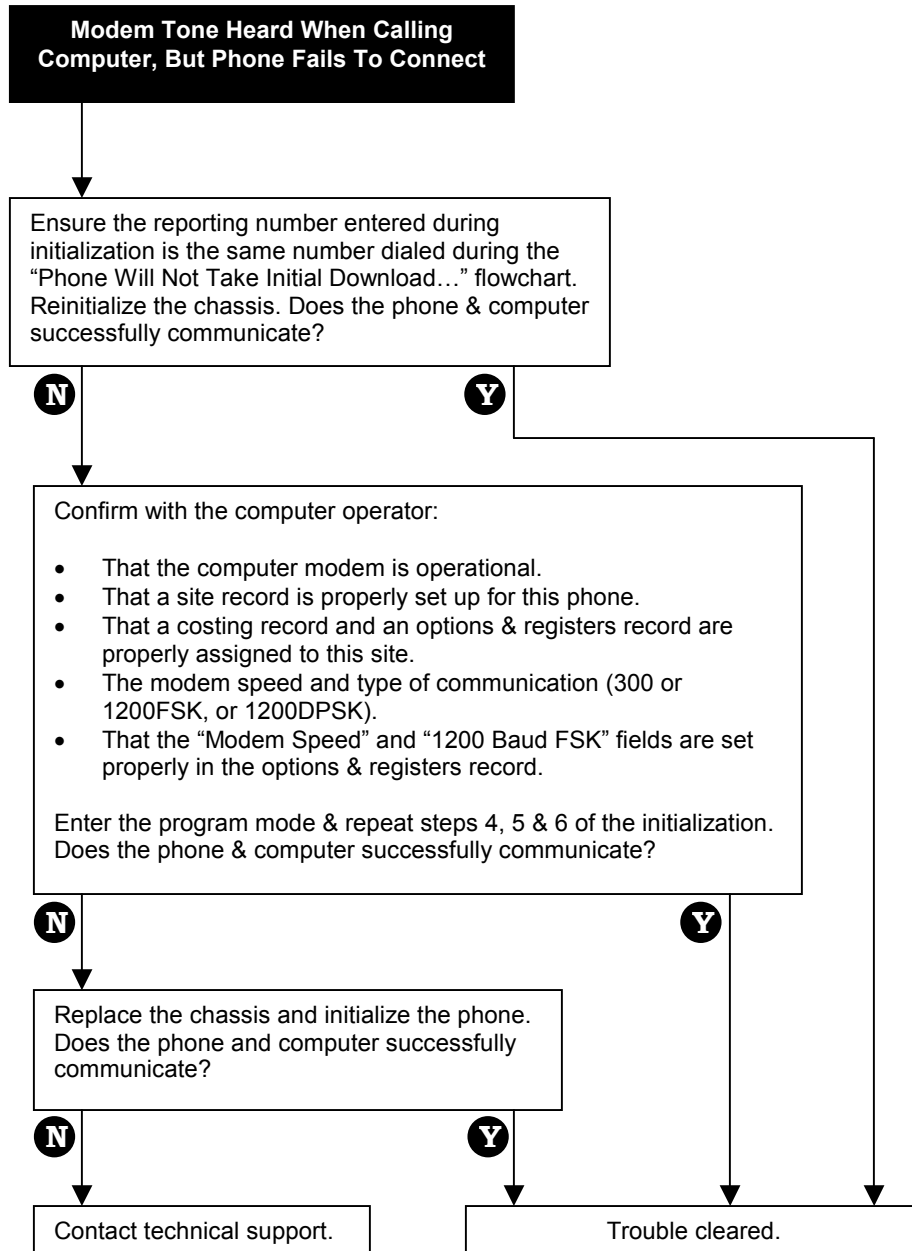 Modem Tone Heard When Calling
Computer, But Phone Fails To Connect
Ensure the reporting number entered during
initialization is the same number dialed during the
“Phone Will Not Take Initial Download…” flowchart.
Reinitialize the chassis. Does the phone & computer
successfully communicate?
N
Y
Confirm with the computer operator:
• That the computer modem is operational.
• That a site record is properly set up for this phone.
• That a costing record and an options & registers record are
properly assigned to this site.
• The modem speed and type of communication (300 or
1200FSK, or 1200DPSK).
• That the “Modem Speed” and “1200 Baud FSK” fields are set
properly in the options & registers record.
Enter the program mode & repeat steps 4, 5 & 6 of the initialization.
Does the phone & computer successfully communicate?
N
Y
Replace the chassis and initialize the phone.
Does the phone and computer successfully
communicate?
N
Y
Contact technical support.
Trouble cleared.